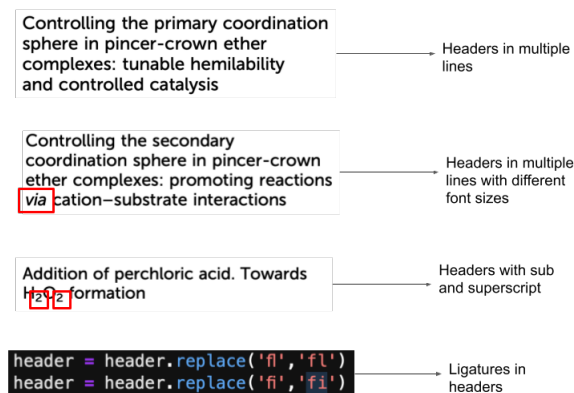 Controlling the primary coordination
sphere in pincer-crown ether
complexes: tunable hemilability
and controlled catalysis
Headers in multiple
lines
Controlling the secondary
coordination sphere in pincer-crown
ether complexes: promoting reactions
via cation–substrate interactions
Headers in multiple
lines with different
font sizes
Addition of perchloric acid. Towards
H₂O₂ formation
Headers with sub
and superscript
header = header.replace('ﬂ','fl')
header = header.replace('ﬁ','fi')
Ligatures in
headers